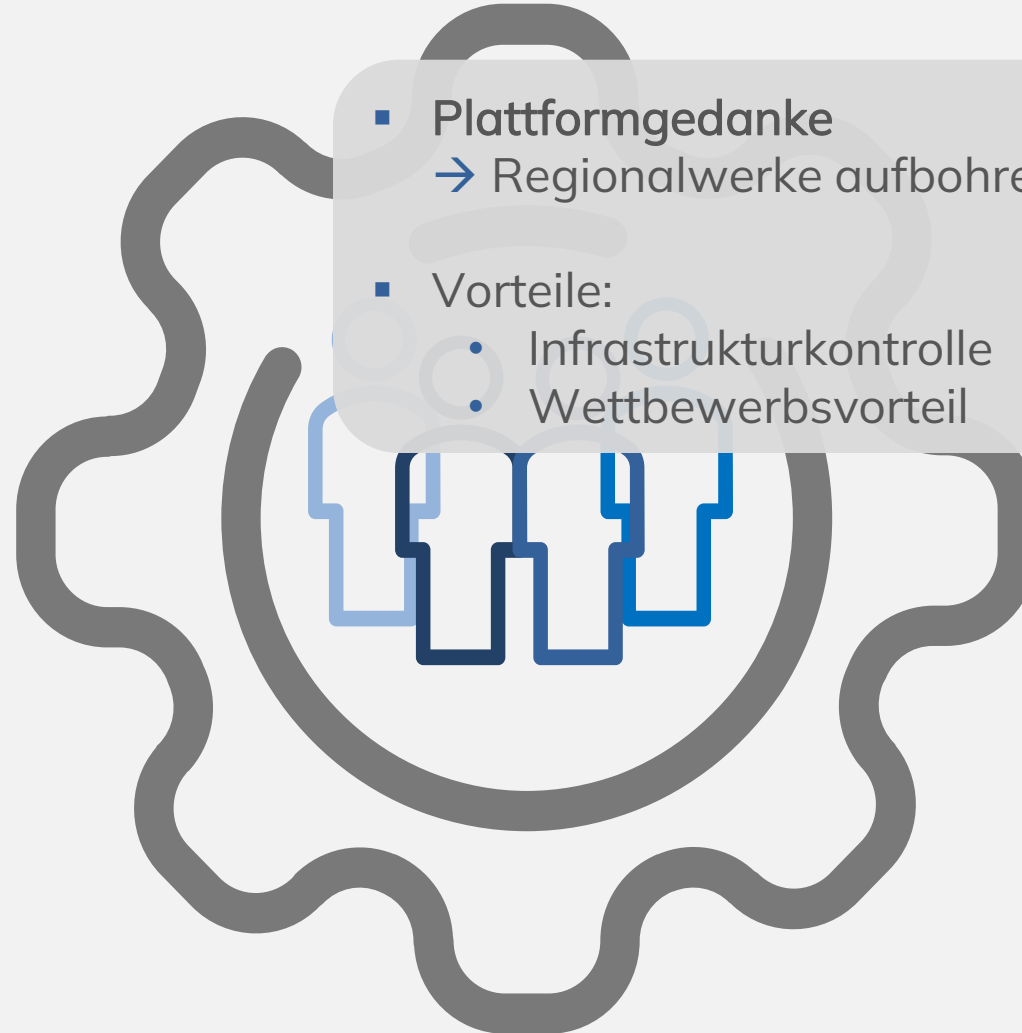 ▪ Plattformgedanke
→ Regionalwerke aufbohre
▪ Vorteile:
• Infrastrukturkontrolle
• Wettbewerbsvorteil